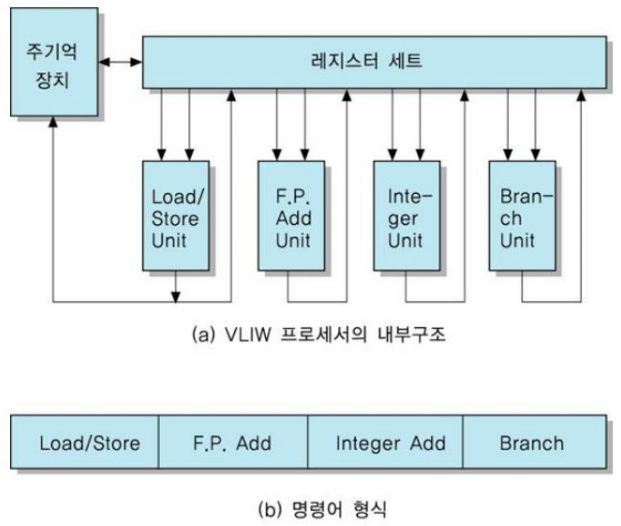 주기억
장치
레지스터 세트
Load/
Store
Unit
F.P.
Add
Unit
Inte-
ger
Unit
Bran-
ch
Unit
(a) VLIW 프로세서의 내부구조
Load/Store F.P. Add Integer Add Branch
(b) 명령어 형식